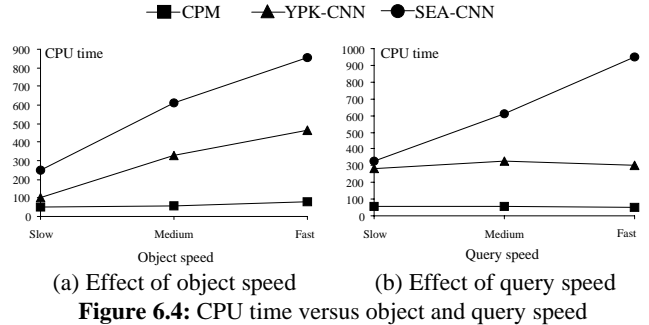 CPM YPK-CNN SEA-CNN
CPU time
900
800
700
600
500
400
300
200
100
0
Slow Medium Fast
Object speed
(a) Effect of object speed
CPU time
1000
900
800
700
600
500
400
300
200
100
0
Slow Medium Fast
Query speed
(b) Effect of query speed
Figure 6.4: CPU time versus object and query speed